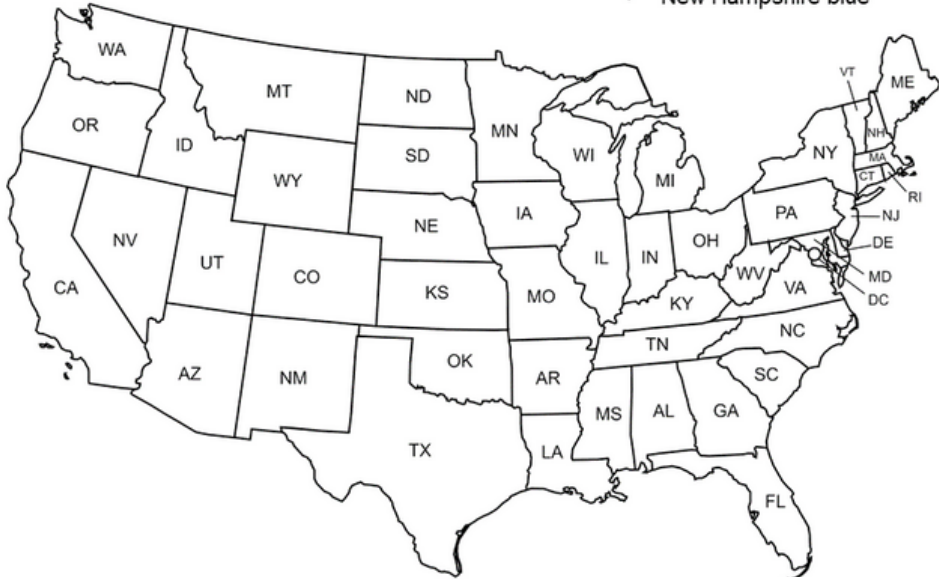 New Hampshire blue
WA
MT
ND
MN
VT
ME
OR
ID
SD
WI
NH
NY
MA
WY
MI
CT
RI
IA
PA
NE
NJ
NV
OH
DE
UT
IL
IN
CO
WV
MD
CA
KS
MO
VA
DC
KY
NC
TN
OK
AZ
NM
AR
SC
MS
AL
GA
TX
LA
FL